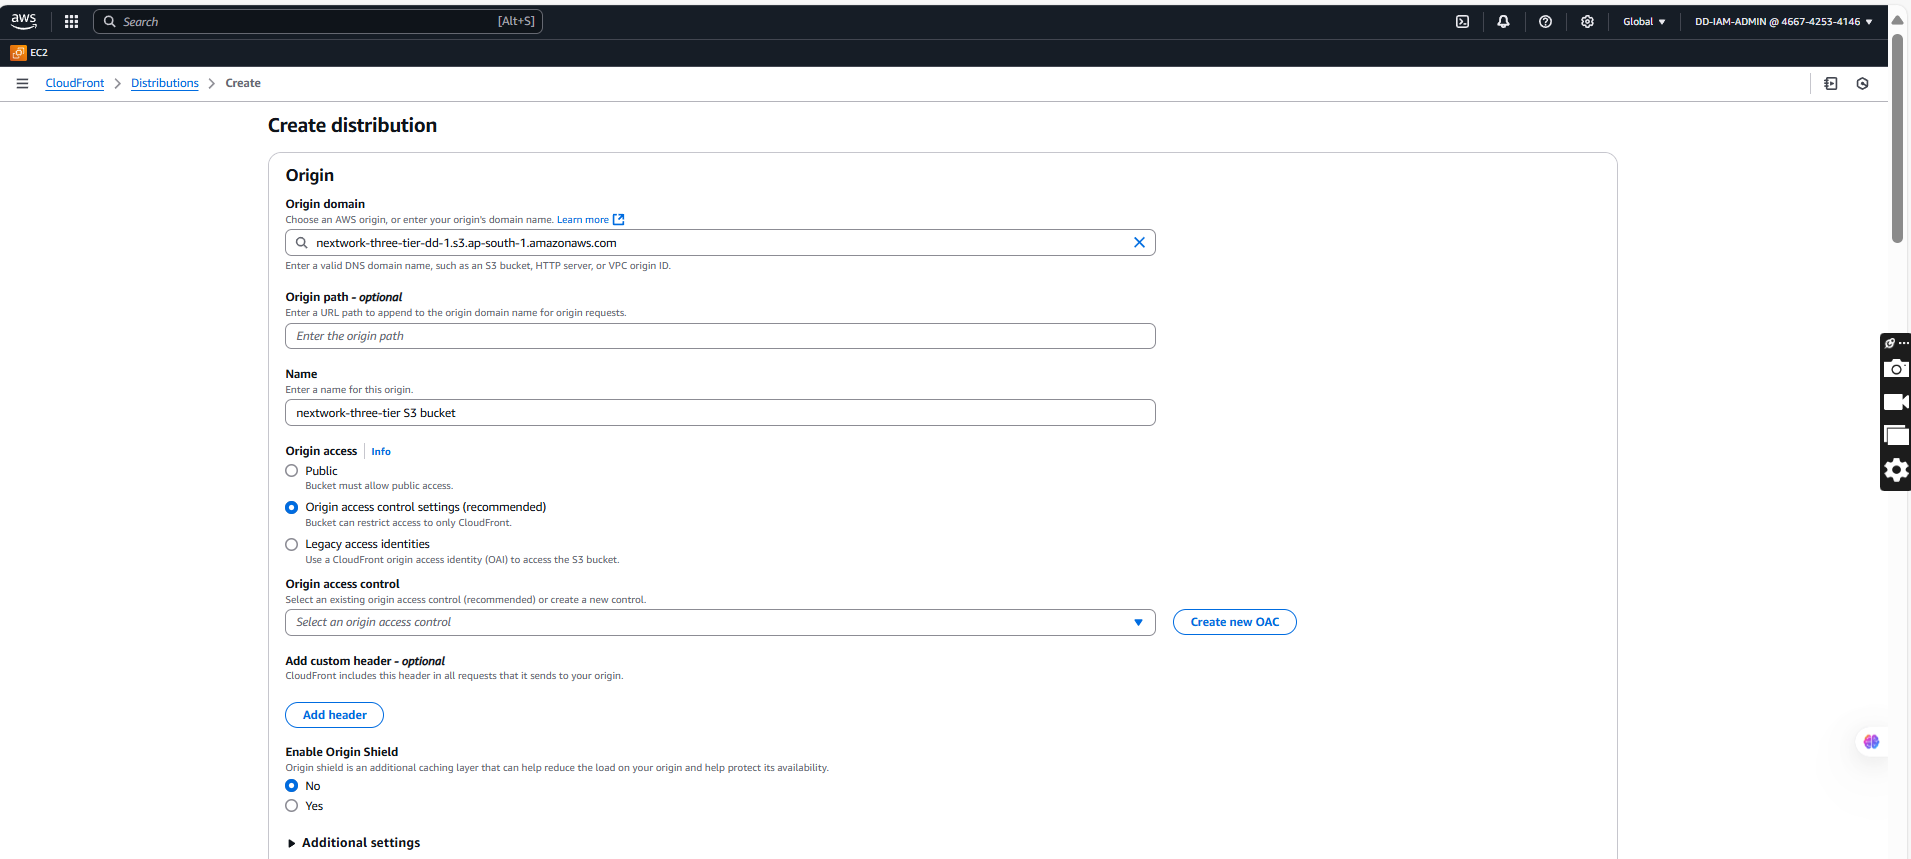 aws
Search [Alt+S]
Global
DD-IAM-ADMIN @ 4667-4253-4146
EC2
CloudFront
Distributions
Create
Create distribution
Origin
Origin domain
Choose an AWS origin, or enter your origin's domain name. Learn more
nextwork-three-tier-dd-1.s3.ap-south-1.amazonaws.com
Enter a valid DNS domain name, such as an S3 bucket, HTTP server, or VPC origin ID.
Origin path - optional
Enter a URL path to append to the origin domain name for origin requests.
Enter the origin path
Name
Enter a name for this origin.
nextwork-three-tier S3 bucket
Origin access Info
Public
Bucket must allow public access.
Origin access control settings (recommended)
Bucket can restrict access to only CloudFront.
Legacy access identities
Use a CloudFront origin access identity (OAI) to access the S3 bucket.
Origin access control
Select an existing origin access control (recommended) or create a new control.
Select an origin access control
Create new OAC
Add custom header - optional
CloudFront includes this header in all requests that it sends to your origin.
Add header
Enable Origin Shield
Origin shield is an additional caching layer that can help reduce the load on your origin and help protect its availability.
No
Yes
Additional settings